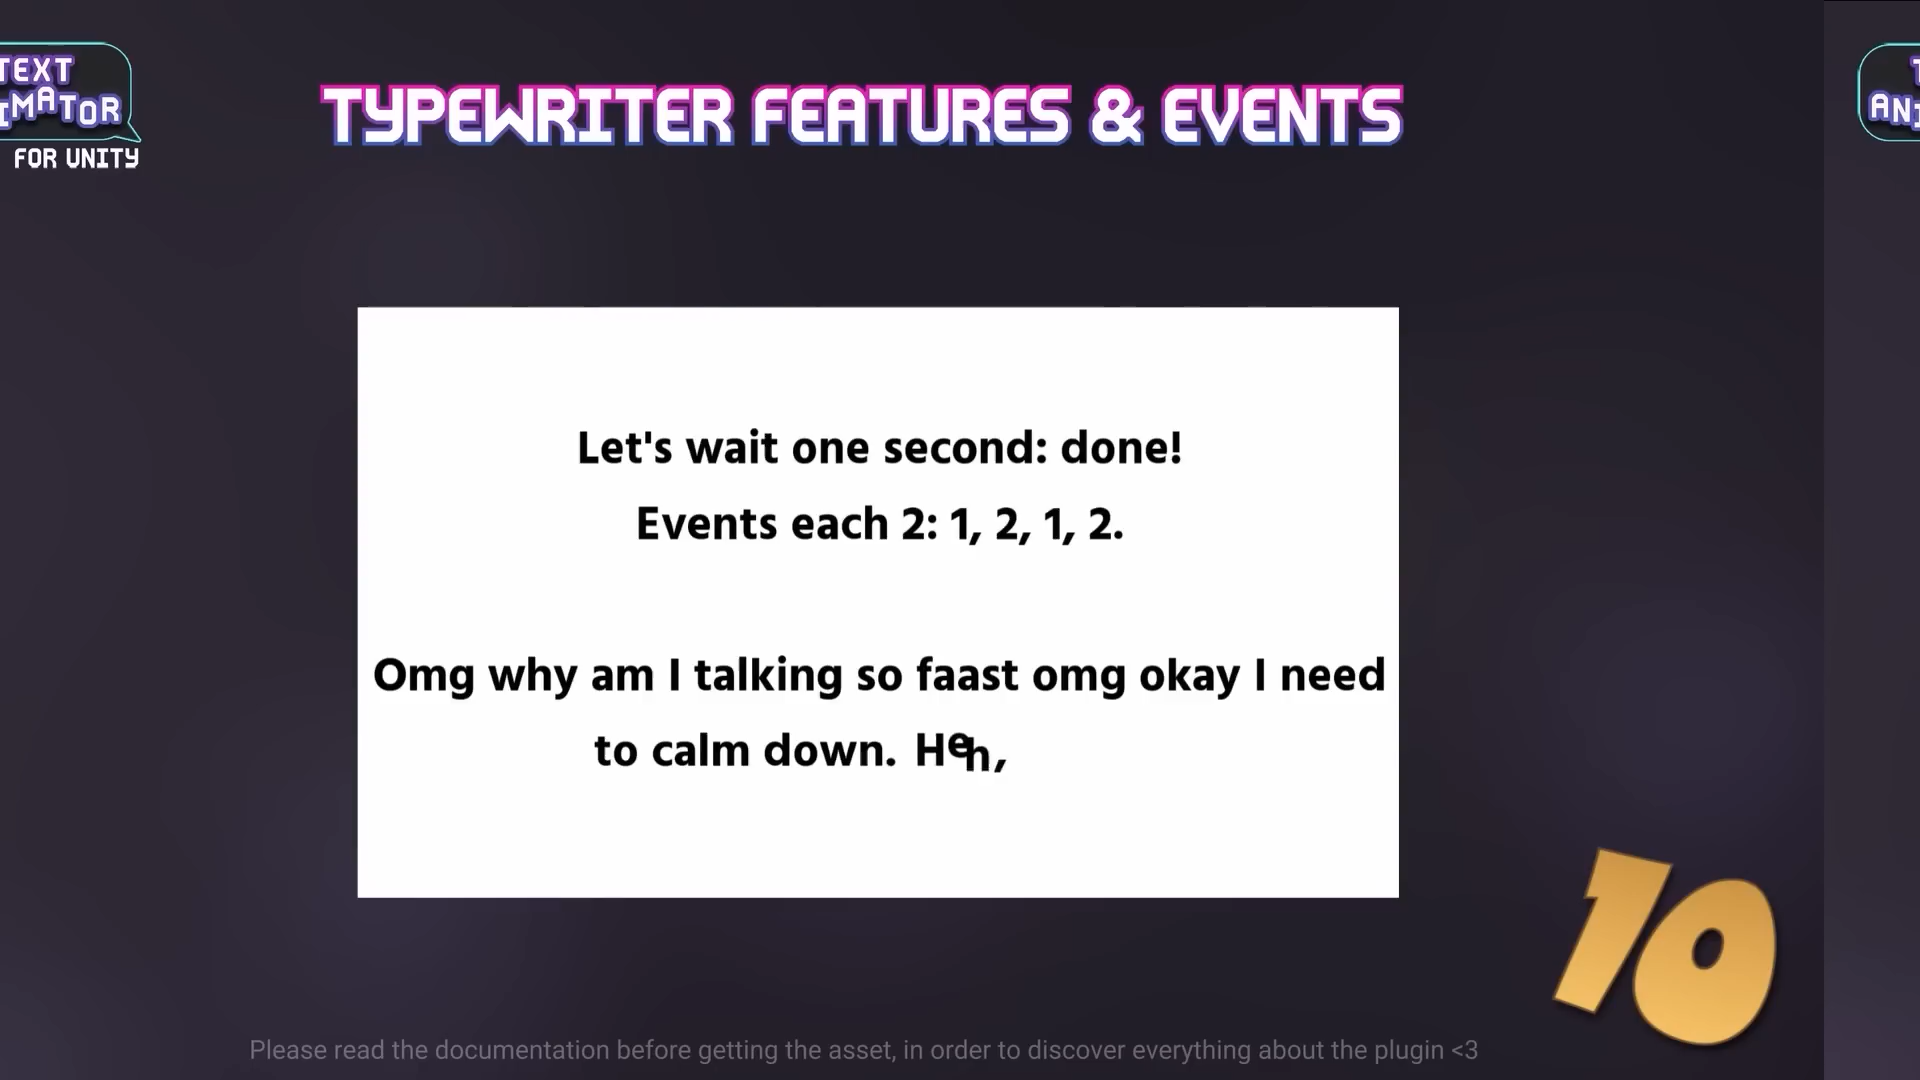 TEXT
IMATOR
FOR UNITY
TYPEWRITER FEATURES & EVENTS
T
ANI
Let's wait one second: done!
Events each 2: 1, 2, 1, 2.
Omg why am I talking so faast omg okay I need
to calm down. Heh,
10
Please read the documentation before getting the asset, in order to discover everything about the plugin <3